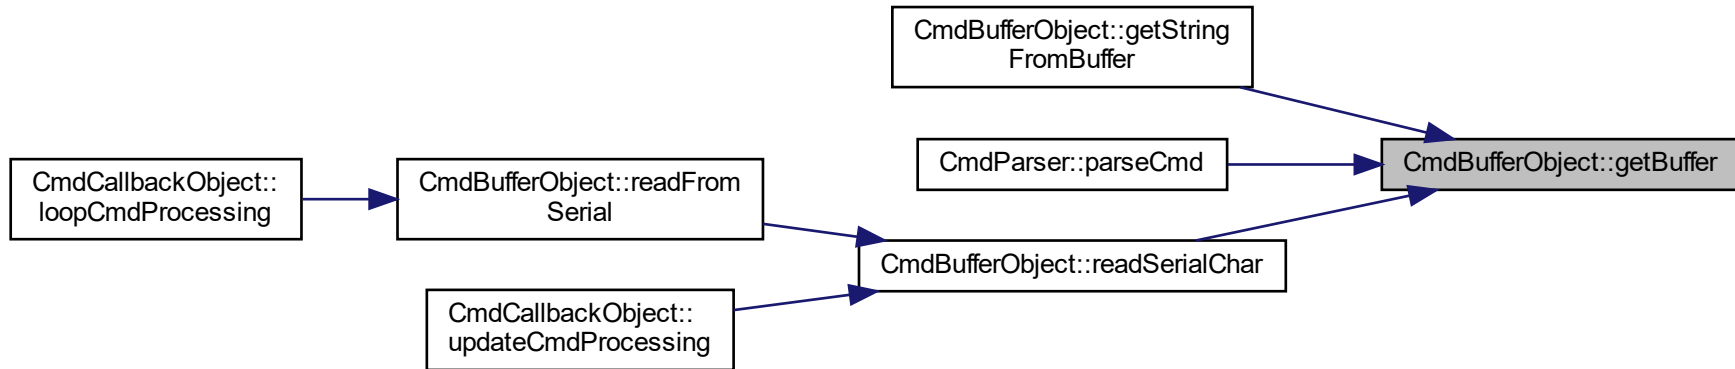 CmdBufferObject::getString
FromBuffer
CmdParser::parseCmd
CmdBufferObject::getBuffer
CmdCallbackObject::
loopCmdProcessing
CmdBufferObject::readFrom
Serial
CmdBufferObject::readSerialChar
CmdCallbackObject::
updateCmdProcessing